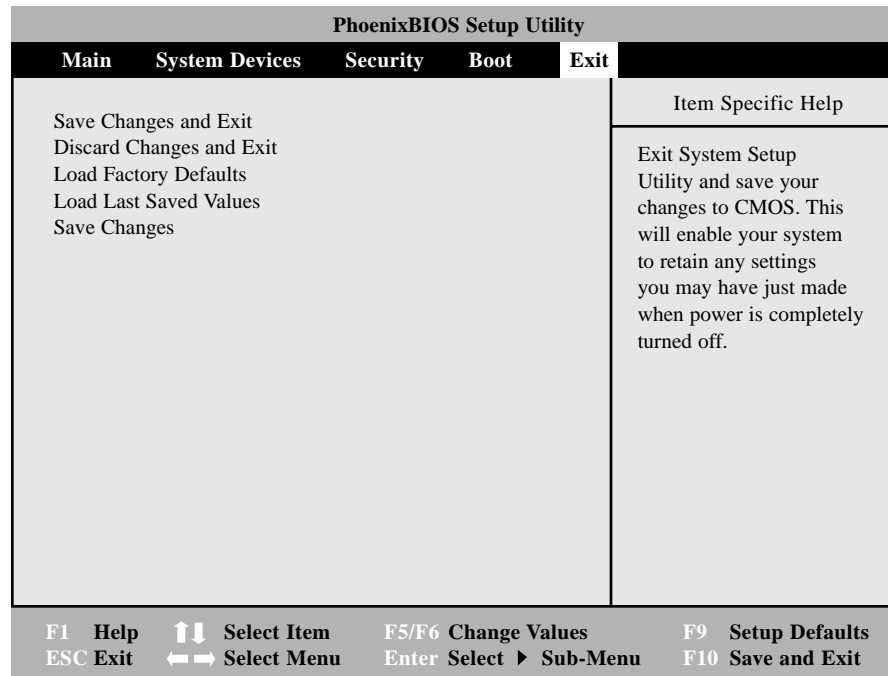 PhoenixBIOS Setup Utility
Main System Devices Security Boot Exit
Save Changes and Exit
Discard Changes and Exit
Load Factory Defaults
Load Last Saved Values
Save Changes
Item Specific Help
Exit System Setup
Utility and save your
changes to CMOS. This
will enable your system
to retain any settings
you may have just made
when power is completely
turned off.
F1 Help Select Item F5/F6 Change Values F9 Setup Defaults
ESC Exit Select Menu Enter Select Sub-Menu F10 Save and Exit